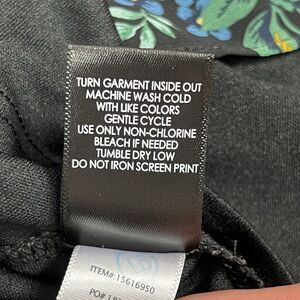 TURN GARMENT INSIDE OUT
MACHINE WASH COLD
WITH LIKE COLORS
GENTLE CYCLE
USE ONLY NON-CHLORINE
BLEACH IF NEEDED
TUMBLE DRY LOW
DO NOT IRON SCREEN PRINT
ITEM#: 15616950
PO#